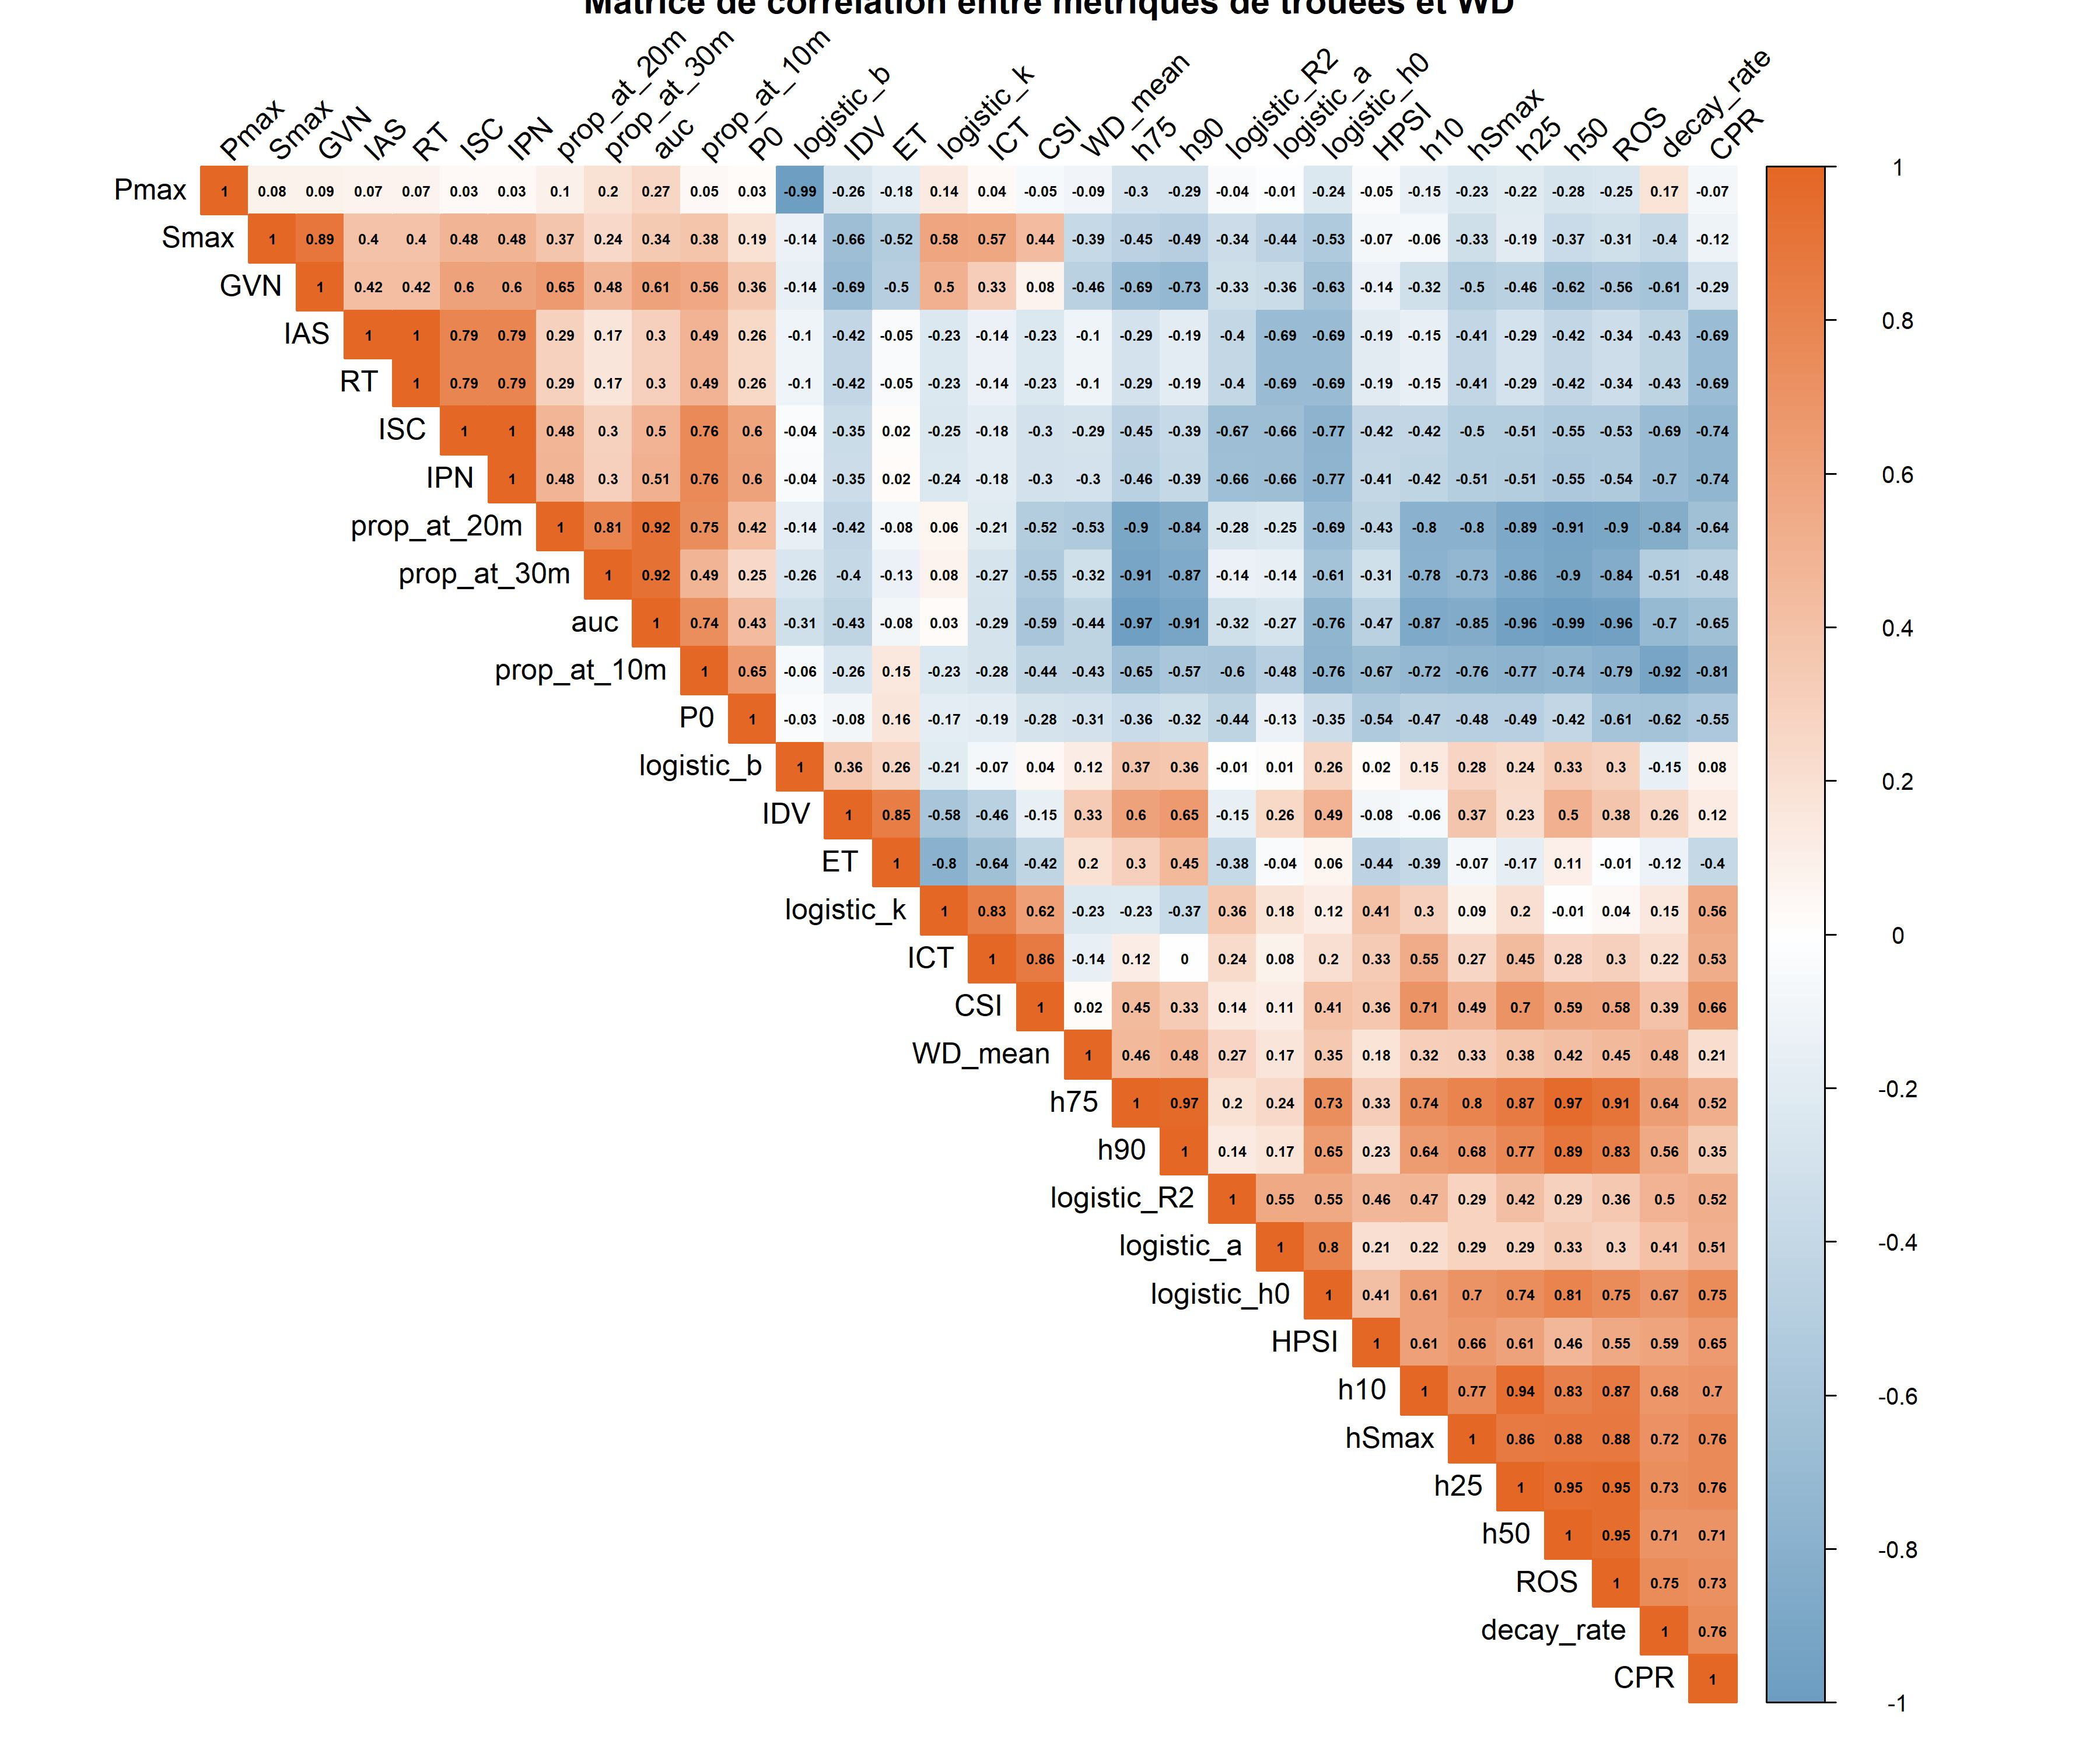 Matrice de corrélation entre métriques de trouées et WD
Pmax Smax GVN IAS RT ISC IPN prop_at_20m prop_at_30m auc prop_at_10m P0 logistic_b IDV ET logistic_k ICT CSI WD_mean h75 h90 logistic_R2 logistic_a logistic_h0 HPSI h10 hSmax h25 h50 ROS decay_rate CPR
Pmax 1 0.08 0.09 0.07 0.07 0.03 0.03 0.1 0.2 0.27 0.05 0.03 -0.99 -0.26 -0.18 0.14 0.04 -0.05 -0.09 -0.3 -0.29 -0.04 -0.01 -0.24 -0.05 -0.15 -0.23 -0.22 -0.28 -0.25 0.17 -0.07
Smax 1 0.89 0.4 0.4 0.48 0.48 0.37 0.24 0.34 0.38 0.19 -0.14 -0.66 -0.52 0.58 0.57 0.44 -0.39 -0.45 -0.49 -0.34 -0.44 -0.53 -0.07 -0.06 -0.33 -0.19 -0.37 -0.31 -0.4 -0.12
GVN 1 0.42 0.42 0.6 0.6 0.65 0.48 0.61 0.56 0.36 -0.14 -0.69 -0.5 0.5 0.33 0.08 -0.46 -0.69 -0.73 -0.33 -0.36 -0.63 -0.14 -0.32 -0.5 -0.46 -0.62 -0.56 -0.61 -0.29
IAS 1 1 0.79 0.79 0.29 0.17 0.3 0.49 0.26 -0.1 -0.42 -0.05 -0.23 -0.14 -0.23 -0.1 -0.29 -0.19 -0.4 -0.69 -0.69 -0.19 -0.15 -0.41 -0.29 -0.42 -0.34 -0.43 -0.69
RT 1 0.79 0.79 0.29 0.17 0.3 0.49 0.26 -0.1 -0.42 -0.05 -0.23 -0.14 -0.23 -0.1 -0.29 -0.19 -0.4 -0.69 -0.69 -0.19 -0.15 -0.41 -0.29 -0.42 -0.34 -0.43 -0.69
ISC 1 1 0.48 0.3 0.5 0.76 0.6 -0.04 -0.35 0.02 -0.25 -0.18 -0.3 -0.29 -0.45 -0.39 -0.67 -0.66 -0.77 -0.42 -0.42 -0.5 -0.51 -0.55 -0.53 -0.69 -0.74
IPN 1 0.48 0.3 0.51 0.76 0.6 -0.04 -0.35 0.02 -0.24 -0.18 -0.3 -0.3 -0.46 -0.39 -0.66 -0.66 -0.77 -0.41 -0.42 -0.51 -0.51 -0.55 -0.54 -0.7 -0.74
prop_at_20m 1 0.81 0.92 0.75 0.42 -0.14 -0.42 -0.08 0.06 -0.21 -0.52 -0.53 -0.9 -0.84 -0.28 -0.25 -0.69 -0.43 -0.8 -0.8 -0.89 -0.91 -0.9 -0.84 -0.64
prop_at_30m 1 0.92 0.49 0.25 -0.26 -0.4 -0.13 0.08 -0.27 -0.55 -0.32 -0.91 -0.87 -0.14 -0.14 -0.61 -0.31 -0.78 -0.73 -0.86 -0.9 -0.84 -0.51 -0.48
auc 1 0.74 0.43 -0.31 -0.43 -0.08 0.03 -0.29 -0.59 -0.44 -0.97 -0.91 -0.32 -0.27 -0.76 -0.47 -0.87 -0.85 -0.96 -0.99 -0.96 -0.7 -0.65
prop_at_10m 1 0.65 -0.06 -0.26 0.15 -0.23 -0.28 -0.44 -0.43 -0.65 -0.57 -0.6 -0.48 -0.76 -0.67 -0.72 -0.76 -0.77 -0.74 -0.79 -0.92 -0.81
P0 1 -0.03 -0.08 0.16 -0.17 -0.19 -0.28 -0.31 -0.36 -0.32 -0.44 -0.13 -0.35 -0.54 -0.47 -0.48 -0.49 -0.42 -0.61 -0.62 -0.55
logistic_b 1 0.36 0.26 -0.21 -0.07 0.04 0.12 0.37 0.36 -0.01 0.01 0.26 0.02 0.15 0.28 0.24 0.33 0.3 -0.15 0.08
IDV 1 0.85 -0.58 -0.46 -0.15 0.33 0.6 0.65 -0.15 0.26 0.49 -0.08 -0.06 0.37 0.23 0.5 0.38 0.26 0.12
ET 1 -0.8 -0.64 -0.42 0.2 0.3 0.45 -0.38 -0.04 0.06 -0.44 -0.39 -0.07 -0.17 0.11 -0.01 -0.12 -0.4
logistic_k 1 0.83 0.62 -0.23 -0.23 -0.37 0.36 0.18 0.12 0.41 0.3 0.09 0.2 -0.01 0.04 0.15 0.56
ICT 1 0.86 -0.14 0.12 0 0.24 0.08 0.2 0.33 0.55 0.27 0.45 0.28 0.3 0.22 0.53
CSI 1 0.02 0.45 0.33 0.14 0.11 0.41 0.36 0.71 0.49 0.7 0.59 0.58 0.39 0.66
WD_mean 1 0.46 0.48 0.27 0.17 0.35 0.18 0.32 0.33 0.38 0.42 0.45 0.48 0.21
h75 1 0.97 0.2 0.24 0.73 0.33 0.74 0.8 0.87 0.97 0.91 0.64 0.52
h90 1 0.14 0.17 0.65 0.23 0.64 0.68 0.77 0.89 0.83 0.56 0.35
logistic_R2 1 0.55 0.55 0.46 0.47 0.29 0.42 0.29 0.36 0.5 0.52
logistic_a 1 0.8 0.21 0.22 0.29 0.29 0.33 0.3 0.41 0.51
logistic_h0 1 0.41 0.61 0.7 0.74 0.81 0.75 0.67 0.75
HPSI 1 0.61 0.66 0.61 0.46 0.55 0.59 0.65
h10 1 0.77 0.94 0.83 0.87 0.68 0.7
hSmax 1 0.86 0.88 0.88 0.72 0.76
h25 1 0.95 0.95 0.73 0.76
h50 1 0.95 0.71 0.71
ROS 1 0.75 0.73
decay_rate 1 0.76
CPR 1
1
0.8
0.6
0.4
0.2
0
-0.2
-0.4
-0.6
-0.8
-1